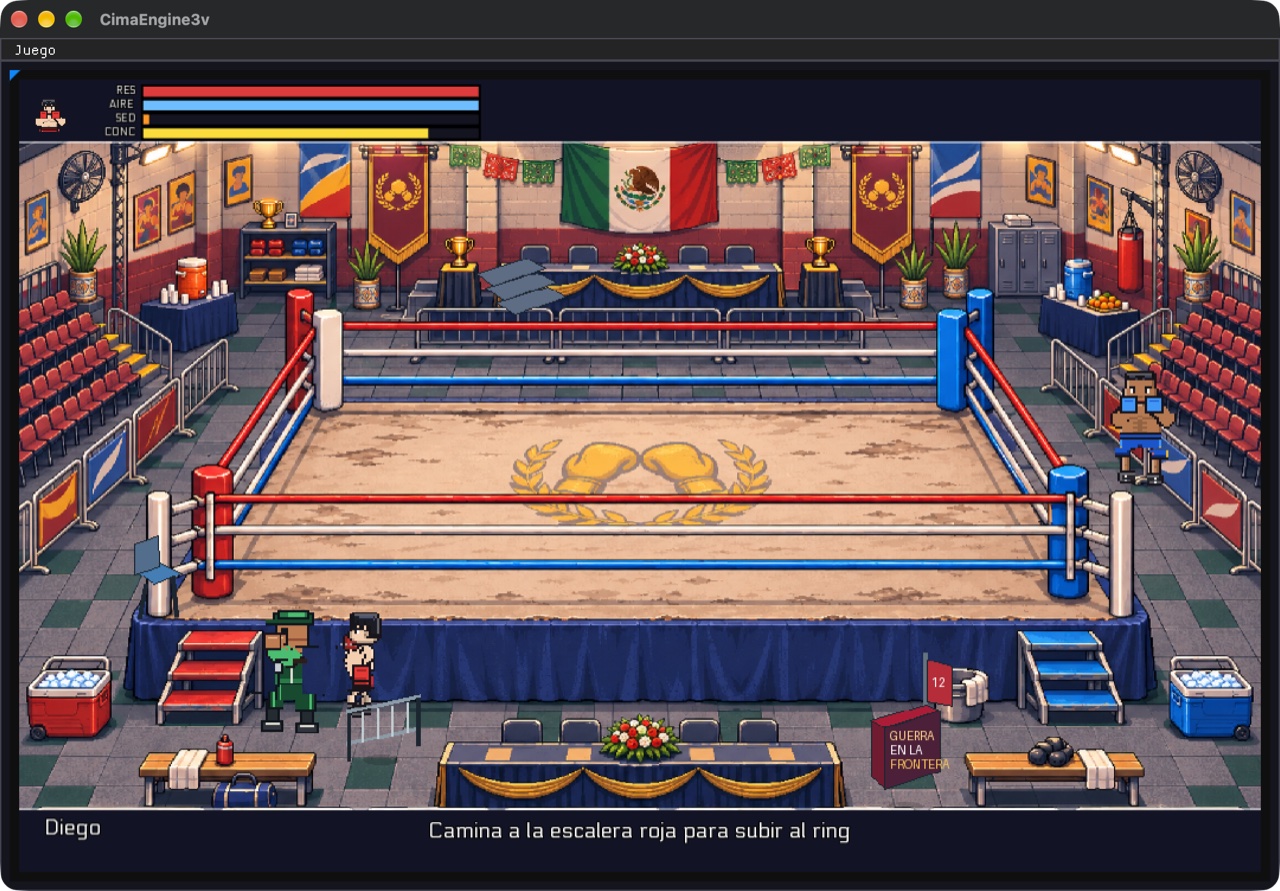 CimaEngine3v
Juego
RES
AIRE
SED
CONC
12
GUERRA
EN LA
FRONTERA
Diego
Camina a la escalera roja para subir al ring